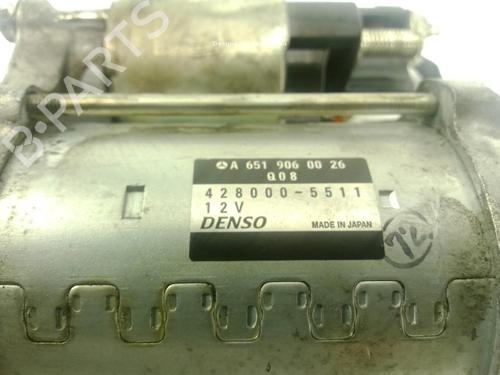 A 651 906 00 26
Q08
428000-5511
12V
DENSO MADE IN JAPAN
B-PARTS